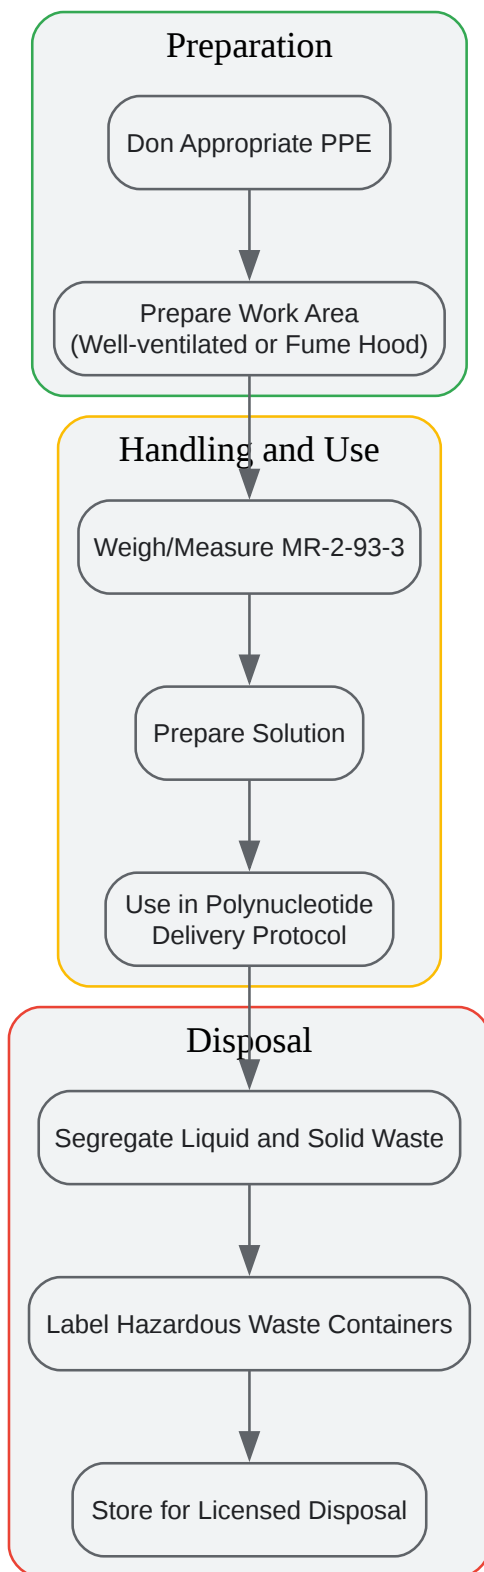 Preparation
Don Appropriate PPE
Prepare Work Area
(Well-ventilated or Fume Hood)
Handling and Use
Weigh/Measure MR-2-93-3
Prepare Solution
Use in Polynucleotide
Delivery Protocol
Disposal
Segregate Liquid and Solid Waste
Label Hazardous Waste Containers
Store for Licensed Disposal